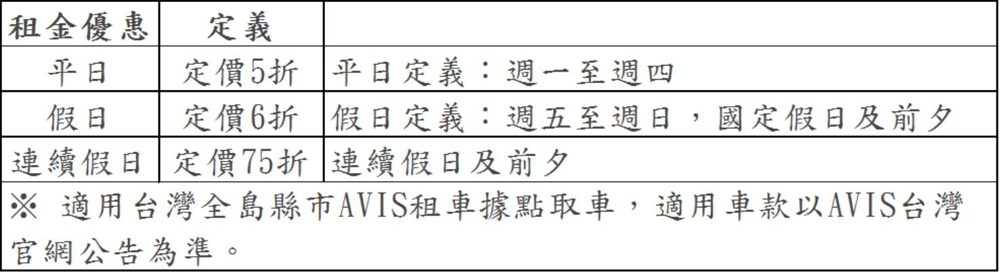 租金優惠 定義
平日 定價5折 平日定義：週一至週四
假日 定價6折 假日定義：週五至週日，國定假日及前夕
連續假日 定價75折 連續假日及前夕
※ 適用台灣全島縣市AVIS租車據點取車，適用車款以AVIS台灣
官網公告為準。